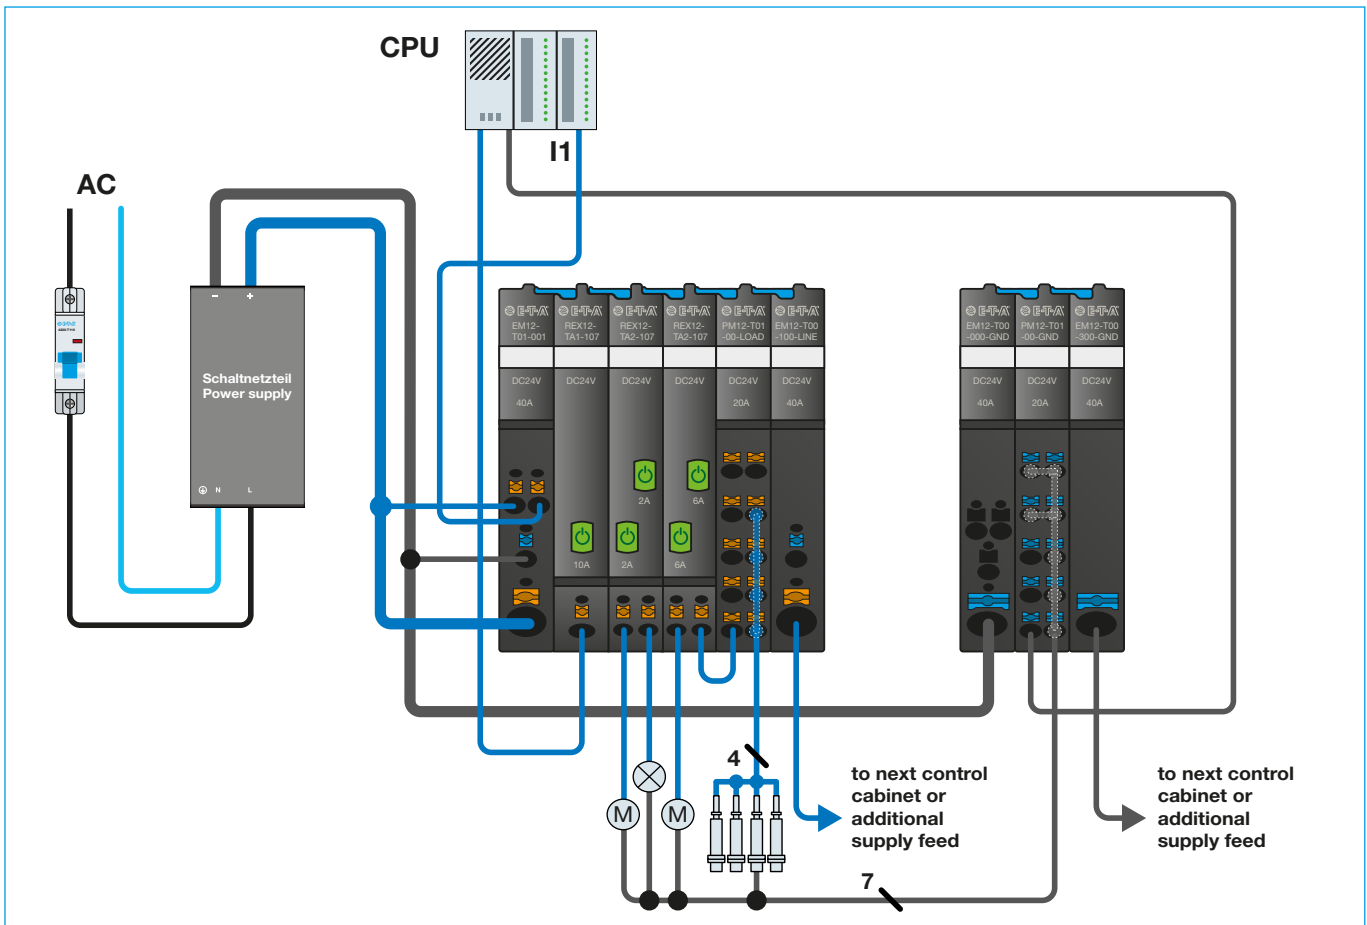 CPU
I1
AC
- +
Schaltnetzteil
Power supply
N L
E-T-A
EM12-
T01-001
DC24V
40A
E-T-A
REX12-
TA1-107
DC24V
10A
E-T-A
REX12-
TA2-107
DC24V
2A
2A
E-T-A
REX12-
TA2-107
DC24V
6A
6A
E-T-A
PM12-T01
-00-LOAD
DC24V
20A
E-T-A
EM12-T00
-100-LINE
DC24V
40A
E-T-A
EM12-T00
-000-GND
DC24V
40A
E-T-A
PM12-T01
-00-GND
DC24V
20A
E-T-A
EM12-T00
-300-GND
DC24V
40A
4
M
M
7
to next control
cabinet or
additional
supply feed
to next control
cabinet or
additional
supply feed